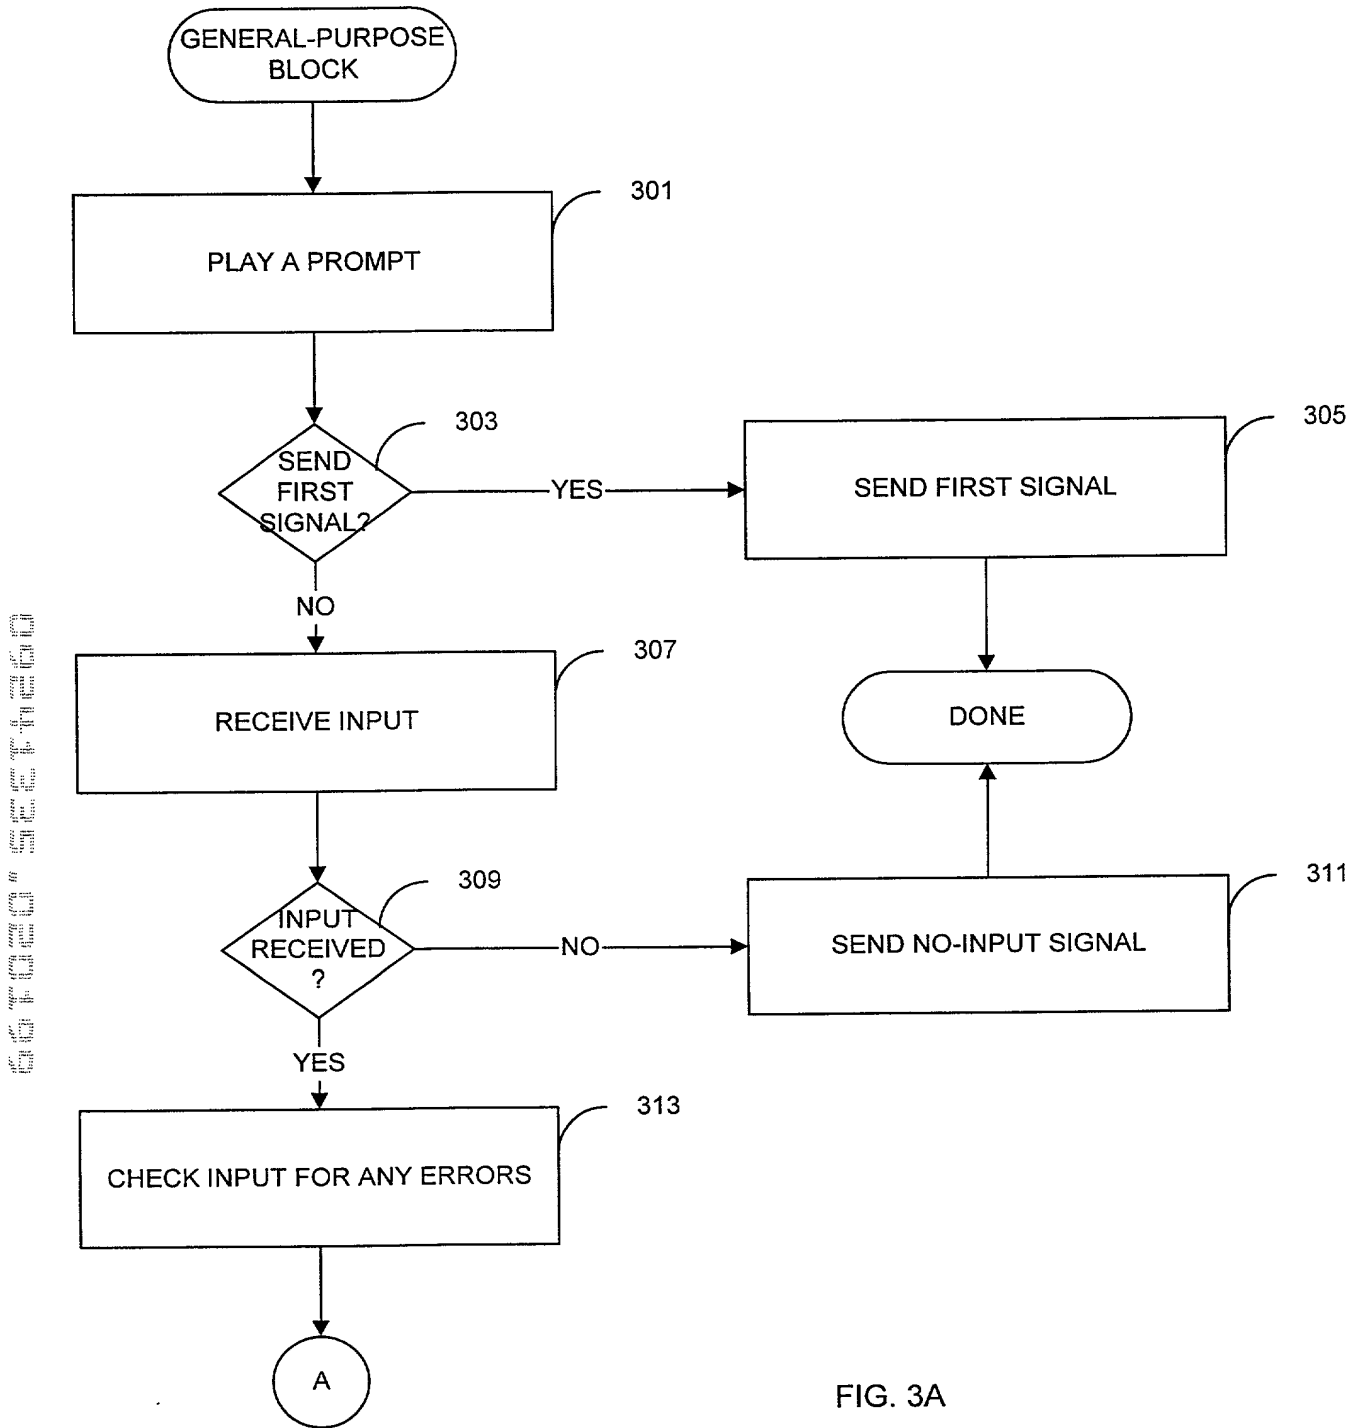 GENERAL-PURPOSE
BLOCK
301
PLAY A PROMPT
303
SEND
FIRST
SIGNAL?
YES
305
SEND FIRST SIGNAL
NO
307
RECEIVE INPUT
DONE
309
INPUT
RECEIVED
?
NO
311
SEND NO-INPUT SIGNAL
YES
313
CHECK INPUT FOR ANY ERRORS
A
FIG. 3A